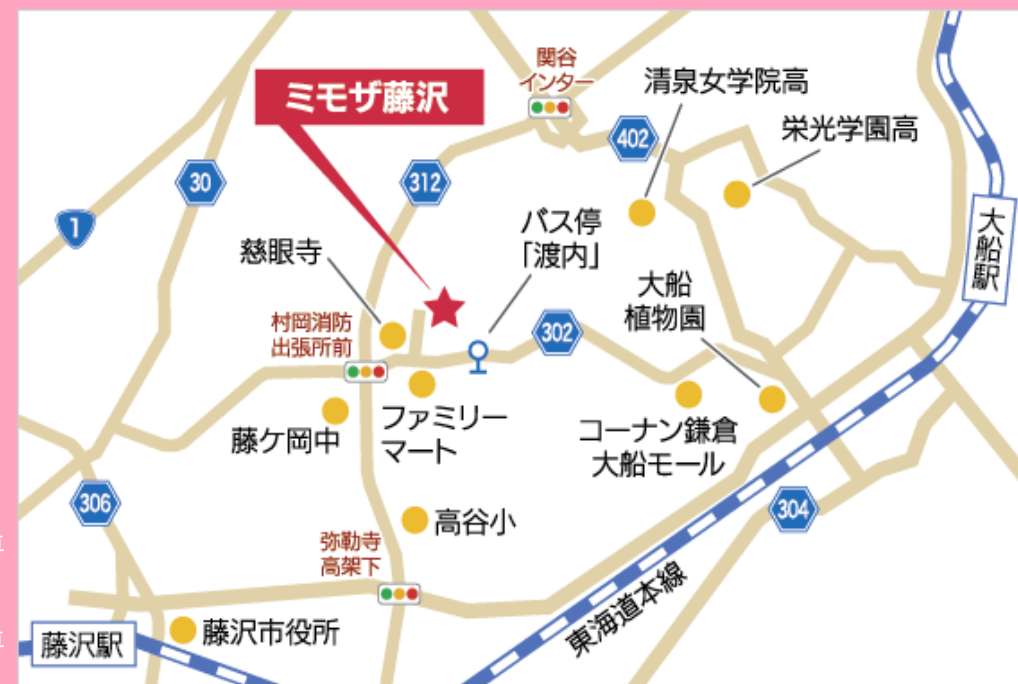 関谷
インター
清泉女学院高
ミモザ藤沢
栄光学園高
402
30
312
1
バス停
「渡内」
大船駅
慈眼寺
大船
植物園
村岡消防
出張所前
302
ファミリー
マート
藤ケ岡中
コーナン鎌倉
大船モール
306
304
高谷小
弥勒寺
高架下
東海道本線
藤沢市役所
藤沢駅